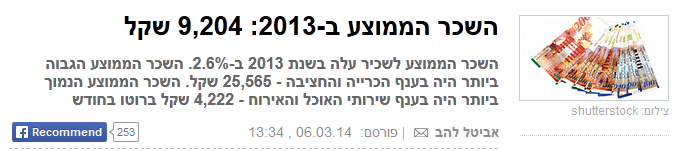 השכר הממוצע ב-2013: 9,204 שקל
השכר הממוצע לשכיר עלה בשנת 2013 ב-2.6%. השכר הממוצע הגבוה
ביותר היה בענף הכרייה והחציבה - 25,565 שקל. השכר הממוצע הנמוך
ביותר היה בענף שירותי האוכל והאירוח - 4,222 שקל ברוטו בחודש
צילום: shutterstock
אביטל להב | פורסם: 06.03.14 , 13:34
Recommend 253